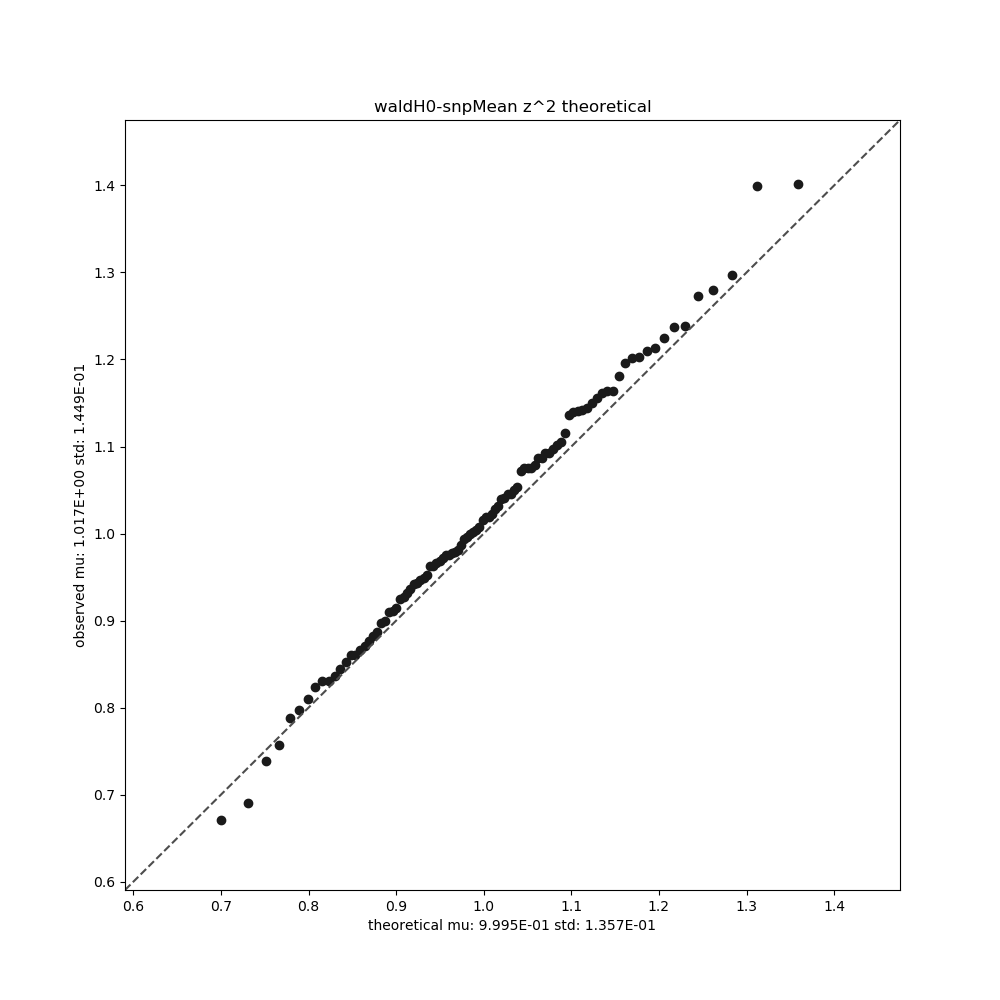 waldH0-snpMean z^2 theoretical
observed mu: 1.017E+00 std: 1.449E-01
1.4
1.3
1.2
1.1
1.0
0.9
0.8
0.7
0.6
0.6 0.7 0.8 0.9 1.0 1.1 1.2 1.3 1.4
theoretical mu: 9.995E-01 std: 1.357E-01